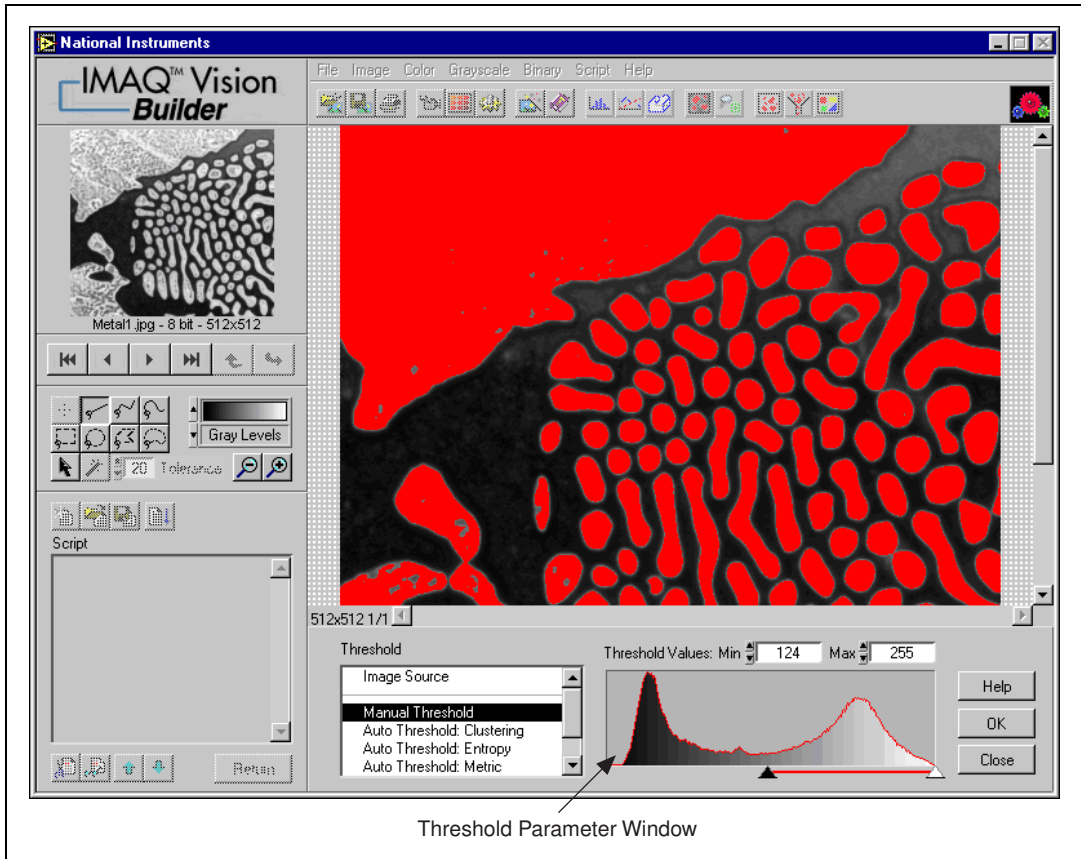 National Instruments
IMAQ™ Vision
Builder
File Image Color Grayscale Binary Script Help
Metal1.jpg - 8 bit - 512x512
Gray Levels
20 Tolerance
Script
Return
512x512 1/1
Threshold
Image Source
Manual Threshold
Auto Threshold: Clustering
Auto Threshold: Entropy
Auto Threshold: Metric
Threshold Values: Min 124 Max 255
Help
OK
Close
Threshold Parameter Window